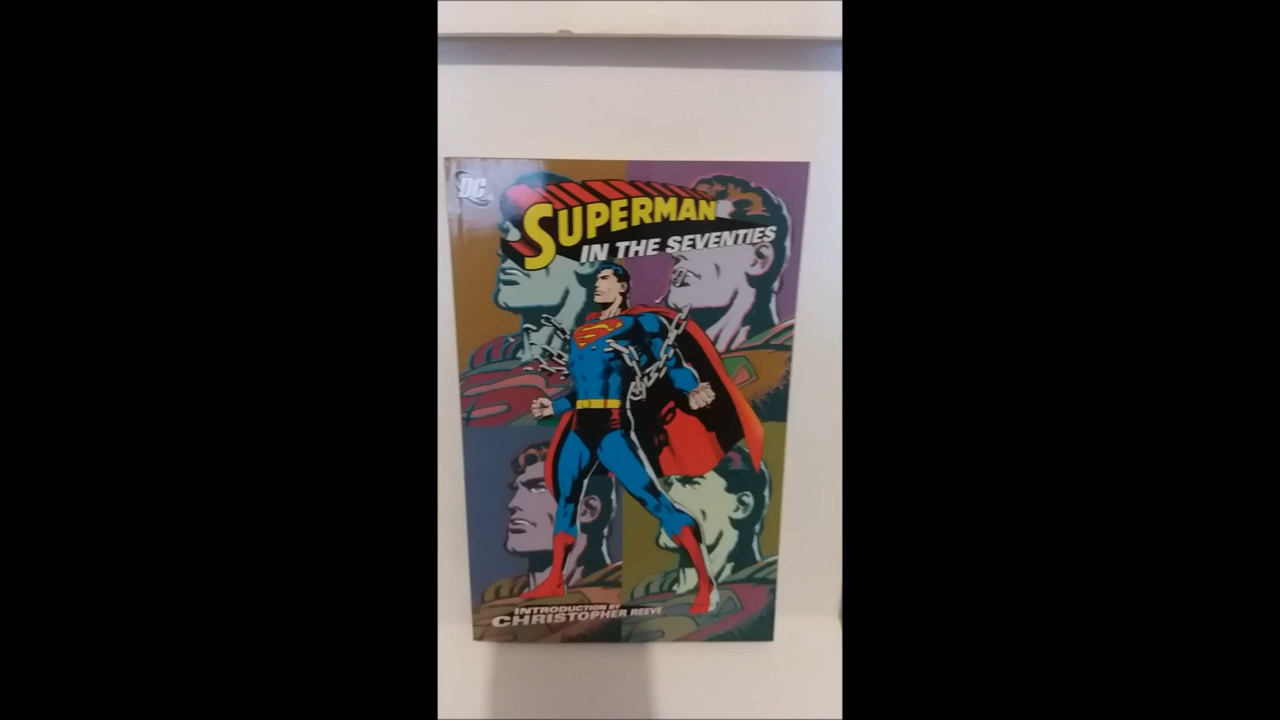 DC
SUPERMAN
IN THE SEVENTIES
INTRODUCTION BY
CHRISTOPHER REEVE